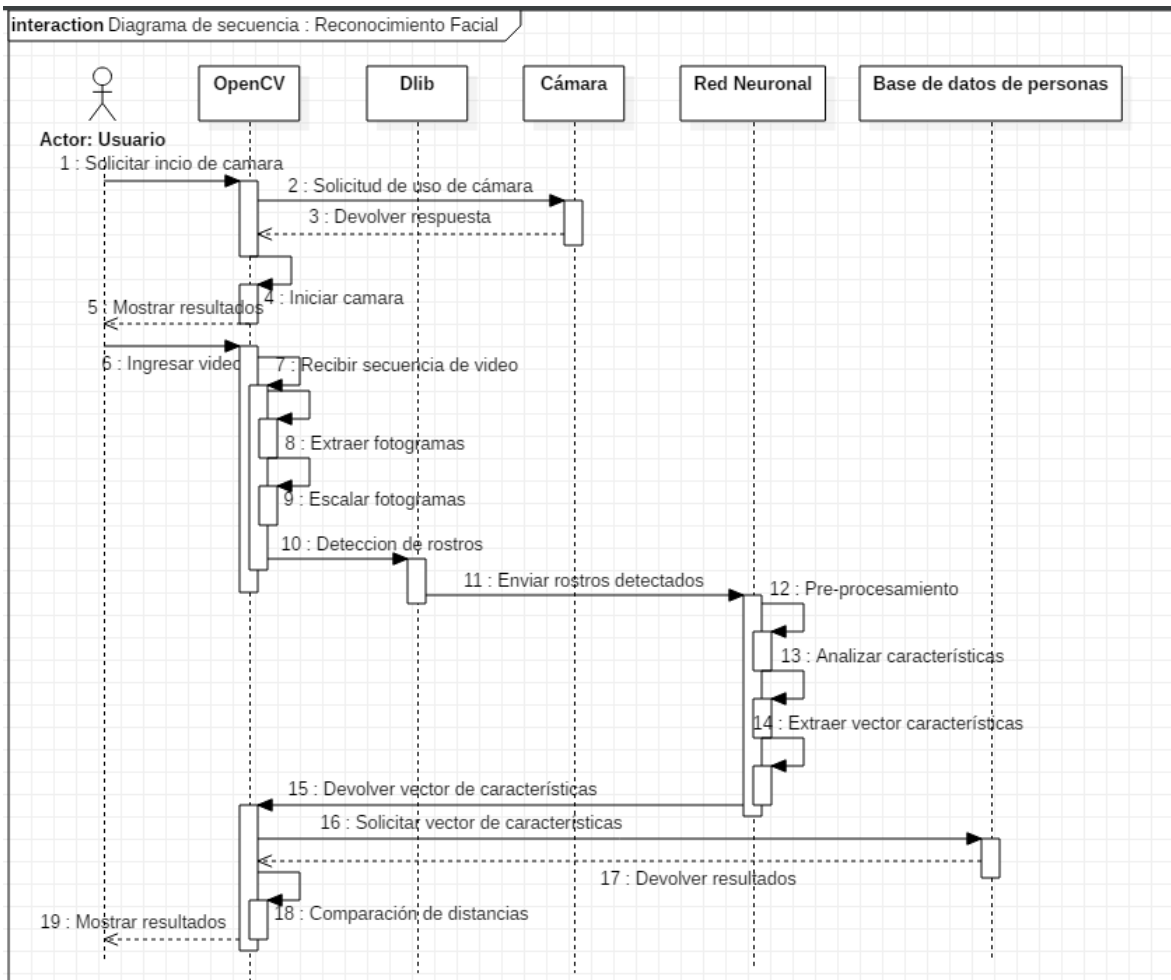 interaction Diagrama de secuencia : Reconocimiento Facial
OpenCV
Dlib
Cámara
Red Neuronal
Base de datos de personas
Actor: Usuario
1 : Solicitar incio de camara
2 : Solicitud de uso de cámara
3 : Devolver respuesta
4 : Iniciar camara
5 : Mostrar resultados
6 : Ingresar video
7 : Recibir secuencia de video
8 : Extraer fotogramas
9 : Escalar fotogramas
10 : Deteccion de rostros
11 : Enviar rostros detectados
12 : Pre-procesamiento
13 : Analizar características
14 : Extraer vector características
15 : Devolver vector de características
16 : Solicitar vector de características
17 : Devolver resultados
18 : Comparación de distancias
19 : Mostrar resultados